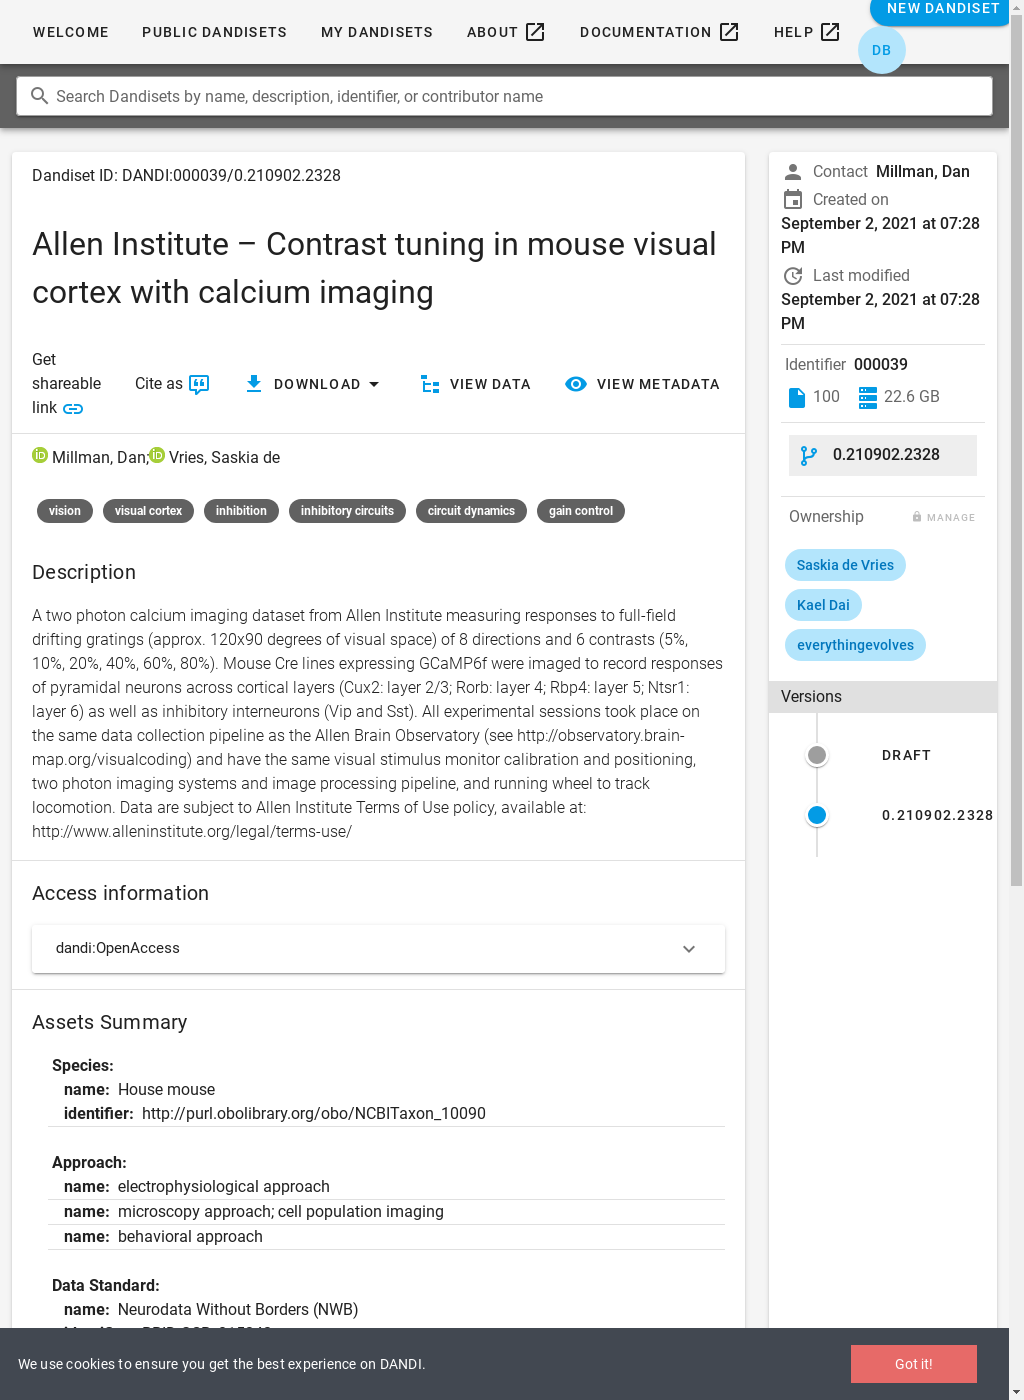 WELCOME
PUBLIC DANDISETS
MY DANDISETS
ABOUT
DOCUMENTATION
HELP
NEW DANDISET
DB
Search Dandisets by name, description, identifier, or contributor name
Dandiset ID: DANDI:000039/0.210902.2328
Allen Institute – Contrast tuning in mouse visual
cortex with calcium imaging
Get
shareable
link
Cite as
DOWNLOAD
VIEW DATA
VIEW METADATA
iD Millman, Dan; iD Vries, Saskia de
vision
visual cortex
inhibition
inhibitory circuits
circuit dynamics
gain control
Description
A two photon calcium imaging dataset from Allen Institute measuring responses to full-field
drifting gratings (approx. 120x90 degrees of visual space) of 8 directions and 6 contrasts (5%,
10%, 20%, 40%, 60%, 80%). Mouse Cre lines expressing GCaMP6f were imaged to record responses
of pyramidal neurons across cortical layers (Cux2: layer 2/3; Rorb: layer 4; Rbp4: layer 5; Ntsr1:
layer 6) as well as inhibitory interneurons (Vip and Sst). All experimental sessions took place on
the same data collection pipeline as the Allen Brain Observatory (see http://observatory.brain-
map.org/visualcoding) and have the same visual stimulus monitor calibration and positioning,
two photon imaging systems and image processing pipeline, and running wheel to track
locomotion. Data are subject to Allen Institute Terms of Use policy, available at:
http://www.alleninstitute.org/legal/terms-use/
Access information
dandi:OpenAccess
Assets Summary
Species:
name: House mouse
identifier: http://purl.obolibrary.org/obo/NCBITaxon_10090
Approach:
name: electrophysiological approach
name: microscopy approach; cell population imaging
name: behavioral approach
Data Standard:
name: Neurodata Without Borders (NWB)
Contact Millman, Dan
Created on
September 2, 2021 at 07:28
PM
Last modified
September 2, 2021 at 07:28
PM
Identifier 000039
100
22.6 GB
0.210902.2328
Ownership
MANAGE
Saskia de Vries
Kael Dai
everythingevolves
Versions
DRAFT
0.210902.2328
We use cookies to ensure you get the best experience on DANDI.
Got it!